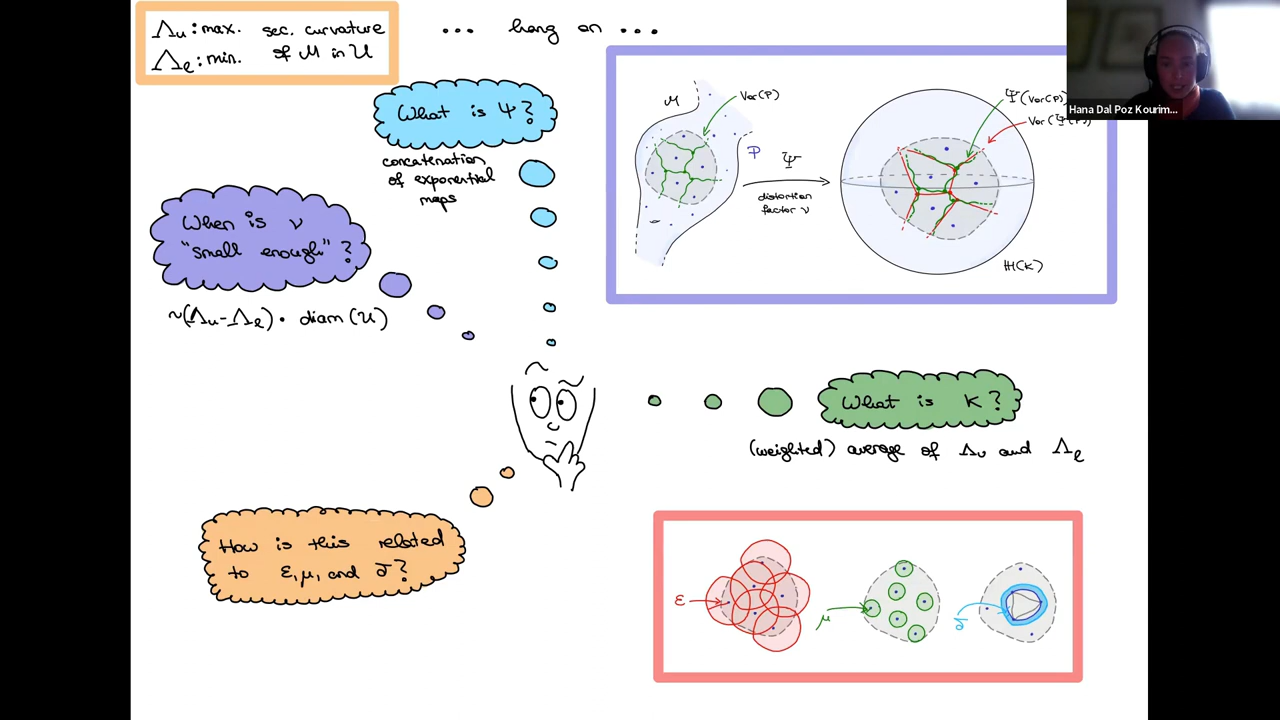 Λu : max. sec. curvature
Λℓ : min. of M in U
... hang on ...
What is Ψ?
concatenation
of exponential
maps
When is ν
"small enough"?
~(Λu-Λℓ) • diam(U)
M
Vor(P)
P
Ψ
distortion
factor ν
Ψ(Vor(P)
Vor(Ψ(P)
ℍ(K)
Hana Dal Poz Kourim...
What is K?
(weighted) average of Λu and Λℓ
How is this related
to ε, μ, and δ?
ε
μ
δ